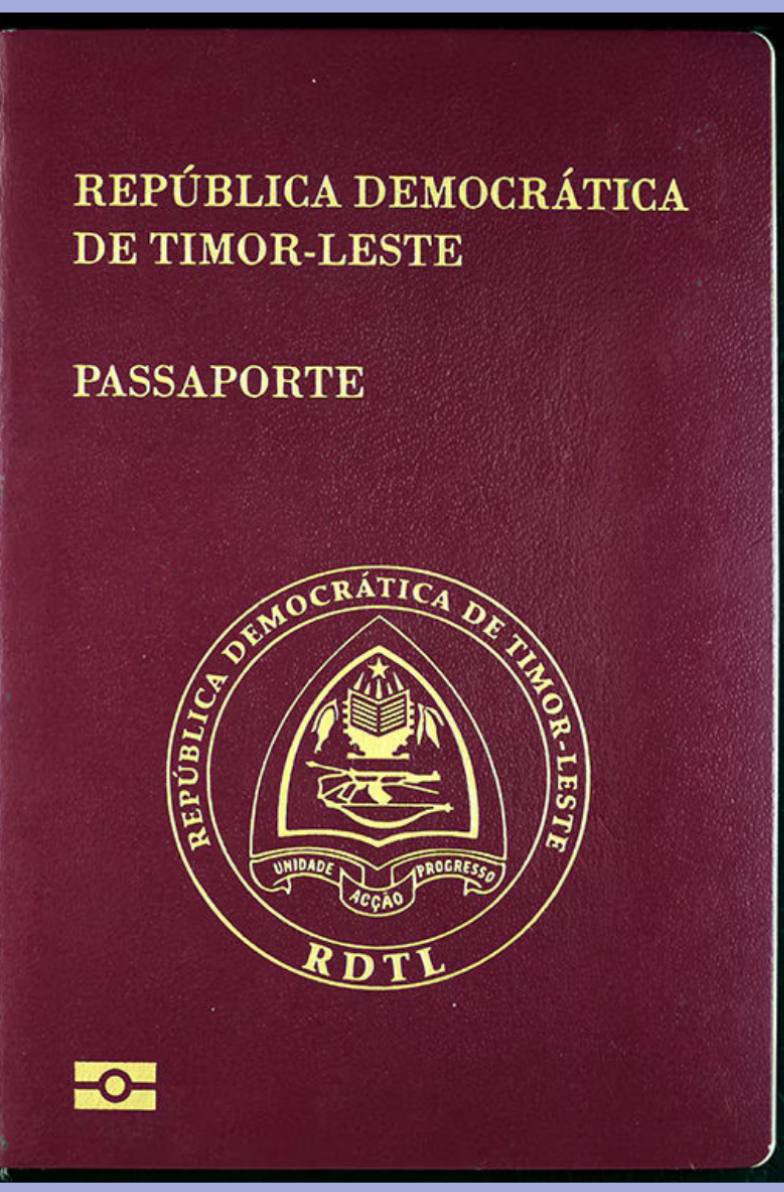 REPÚBLICA DEMOCRÁTICA
DE TIMOR-LESTE
PASSAPORTE
REPÚBLICA DEMOCRÁTICA DE TIMOR-LESTE
UNIDADE ACÇÃO PROGRESSO
RDTL